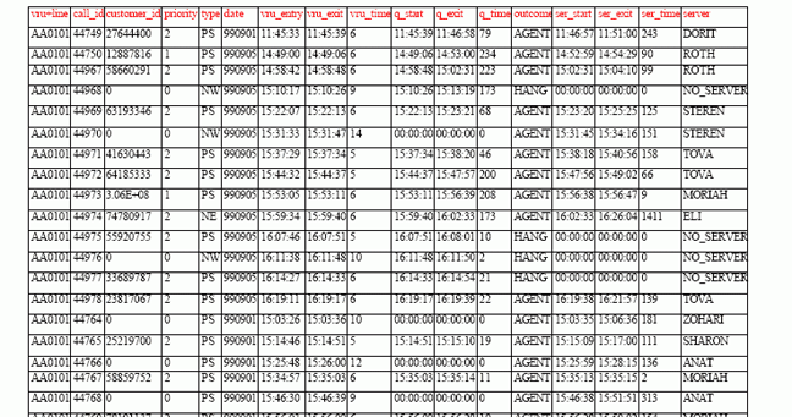 vru+line call_id customer_id priority type date vru_entry vru_exit vru_time q_start q_exit q_time outcome ser_start ser_exit ser_time server
AA0101 44749 27644400 2 PS 990901 11:45:33 11:45:39 6 11:45:39 11:46:58 79 AGENT 11:46:57 11:51:00 243 DORIT
AA0101 44750 12887816 1 PS 990905 14:49:00 14:49:06 6 14:49:06 14:53:00 234 AGENT 14:52:59 14:54:29 90 ROTH
AA0101 44967 58660291 2 PS 990905 14:58:42 14:58:48 6 14:58:48 15:02:31 223 AGENT 15:02:31 15:04:10 99 ROTH
AA0101 44968 0 0 NW 990905 15:10:17 15:10:26 9 15:10:26 15:13:19 173 HANG 00:00:00 00:00:00 0 NO_SERVER
AA0101 44969 63193346 2 PS 990905 15:22:07 15:22:13 6 15:22:13 15:23:21 68 AGENT 15:23:20 15:25:25 125 STEREN
AA0101 44970 0 0 NW 990905 15:31:33 15:31:47 14 00:00:00 00:00:00 0 AGENT 15:31:45 15:34:16 151 STEREN
AA0101 44971 41630443 2 PS 990905 15:37:29 15:37:34 5 15:37:34 15:38:20 46 AGENT 15:38:18 15:40:56 158 TOVA
AA0101 44972 64185333 2 PS 990905 15:44:32 15:44:37 5 15:44:37 15:47:57 200 AGENT 15:47:56 15:49:02 66 TOVA
AA0101 44973 3.06E+08 1 PS 990905 15:53:05 15:53:11 6 15:53:11 15:56:39 208 AGENT 15:56:38 15:56:47 9 MORIAH
AA0101 44974 74780917 2 NE 990905 15:59:34 15:59:40 6 15:59:40 16:02:33 173 AGENT 16:02:33 16:26:04 1411 ELI
AA0101 44975 55920755 2 PS 990905 16:07:46 16:07:51 5 16:07:51 16:08:01 10 HANG 00:00:00 00:00:00 0 NO_SERVER
AA0101 44976 0 0 NW 990905 16:11:38 16:11:48 10 16:11:48 16:11:50 2 HANG 00:00:00 00:00:00 0 NO_SERVER
AA0101 44977 33689787 2 PS 990905 16:14:27 16:14:33 6 16:14:33 16:14:54 21 HANG 00:00:00 00:00:00 0 NO_SERVER
AA0101 44978 23817067 2 PS 990905 16:19:11 16:19:17 6 16:19:17 16:19:39 22 AGENT 16:19:38 16:21:57 139 TOVA
AA0101 44764 0 0 PS 990901 15:03:26 15:03:36 10 00:00:00 00:00:00 0 AGENT 15:03:35 15:06:36 181 ZOHARI
AA0101 44765 25219700 2 PS 990901 15:14:46 15:14:51 5 15:14:51 15:15:10 19 AGENT 15:15:09 15:17:00 111 SHARON
AA0101 44766 0 0 PS 990901 15:25:48 15:26:00 12 00:00:00 00:00:00 0 AGENT 15:25:59 15:28:15 136 ANAT
AA0101 44767 58859752 2 PS 990901 15:34:57 15:35:03 6 15:35:03 15:35:14 11 AGENT 15:35:13 15:35:15 2 MORIAH
AA0101 44768 0 0 PS 990901 15:46:30 15:46:39 9 00:00:00 00:00:00 0 AGENT 15:46:38 15:51:51 313 ANAT